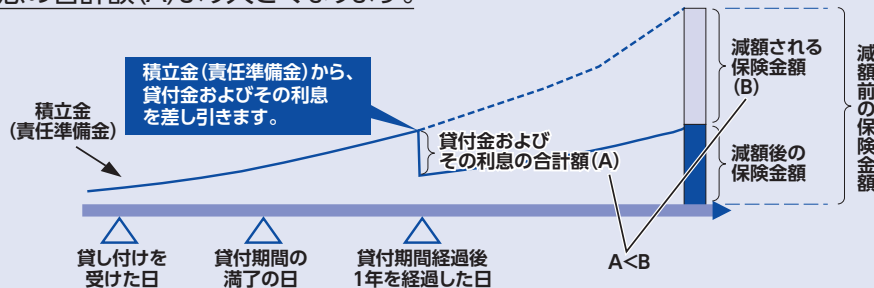 息の合計額(A)より大きくなります。
積立金(責任準備金)から、
貸付金およびその利息
を差し引きます。
積立金
(責任準備金)
貸付金および
その利息の合計額(A)
減額される
保険金額
(B)
減額後の
保険金額
減額前の保険金額
貸し付けを
受けた日
貸付期間の
満了の日
貸付期間経過後
1年を経過した日
A<B